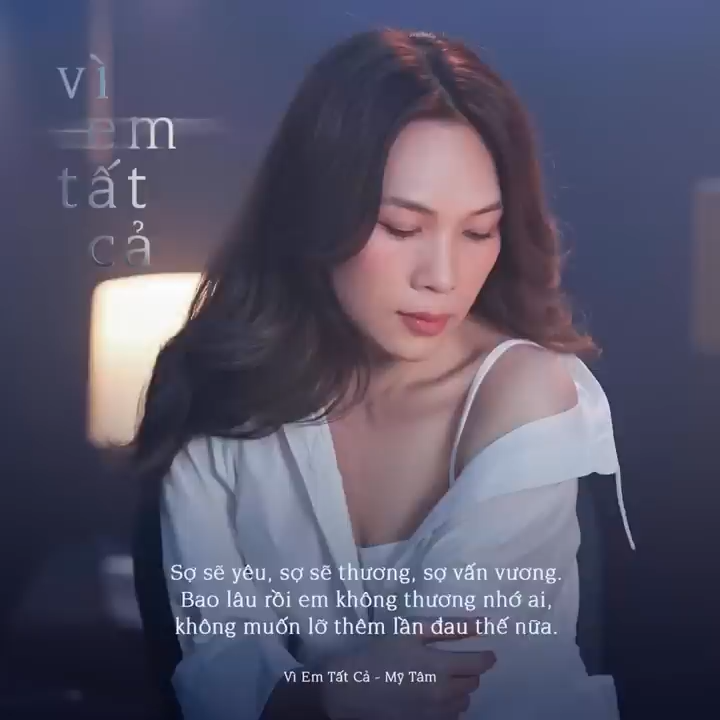 vì
em
tất
cả
Sợ sẽ yêu, sợ sẽ thương, sợ vấn vương.
Bao lâu rồi em không thương nhớ ai,
không muốn lỡ thêm lần đau thế nữa.
Vì Em Tất Cả - Mỹ Tâm